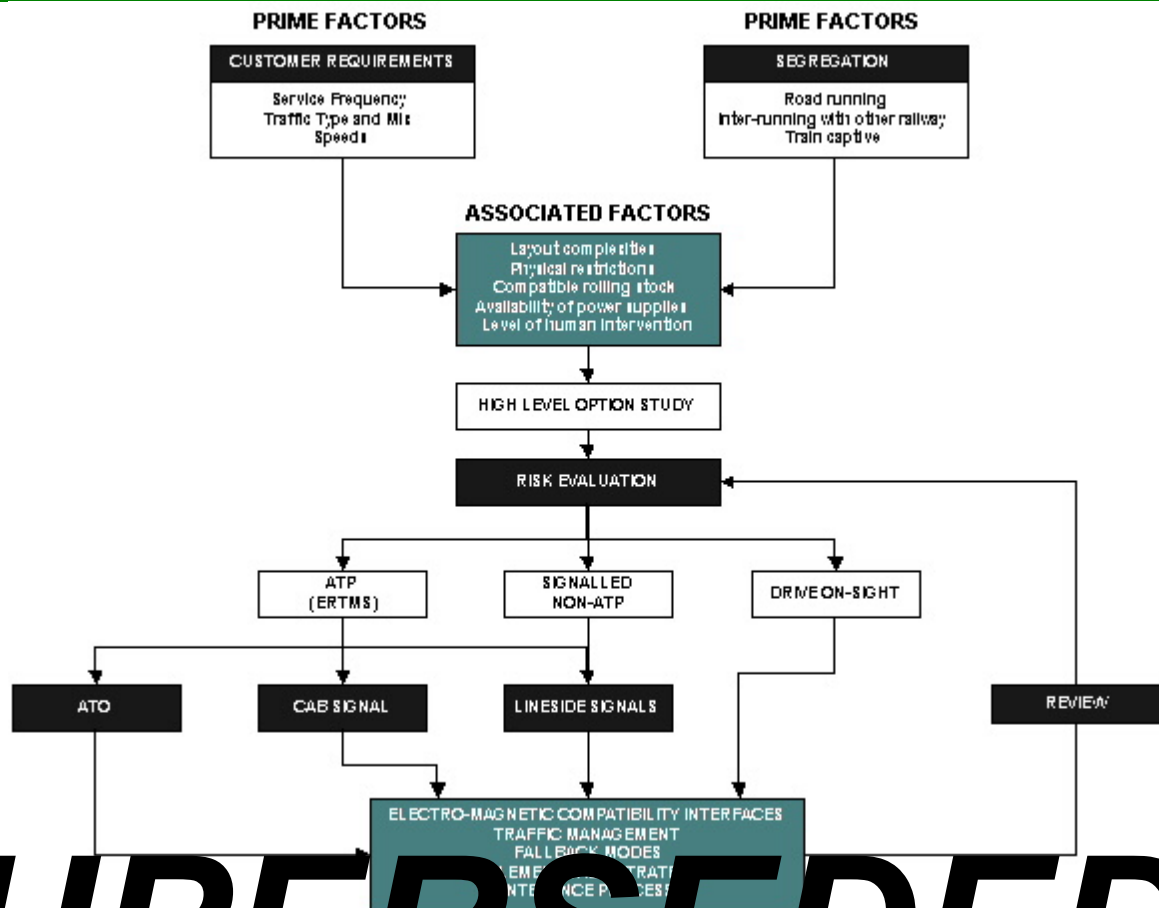 PRIME FACTORS
PRIME FACTORS
CUSTOMER REQUIREMENTS
Service Frequency
Traffic Type and Mix
Speeds
SEGREGATION
Road running
Inter-running with other railway
Train captive
ASSOCIATED FACTORS
Layout complexities
Physical restrictions
Compatible rolling stock
Availability of power supplies
Level of human intervention
HIGH LEVEL OPTION STUDY
RISK EVALUATION
ATP
(ERTMS)
SIGNALLED
NON-ATP
DRIVE ON-SIGHT
ATO
CAB SIGNAL
LINESIDE SIGNALS
REVIEW
ELECTRO-MAGNETIC COMPATIBILITY INTERFACES
TRAFFIC MANAGEMENT
FALLBACK MODES
UPERSEDED